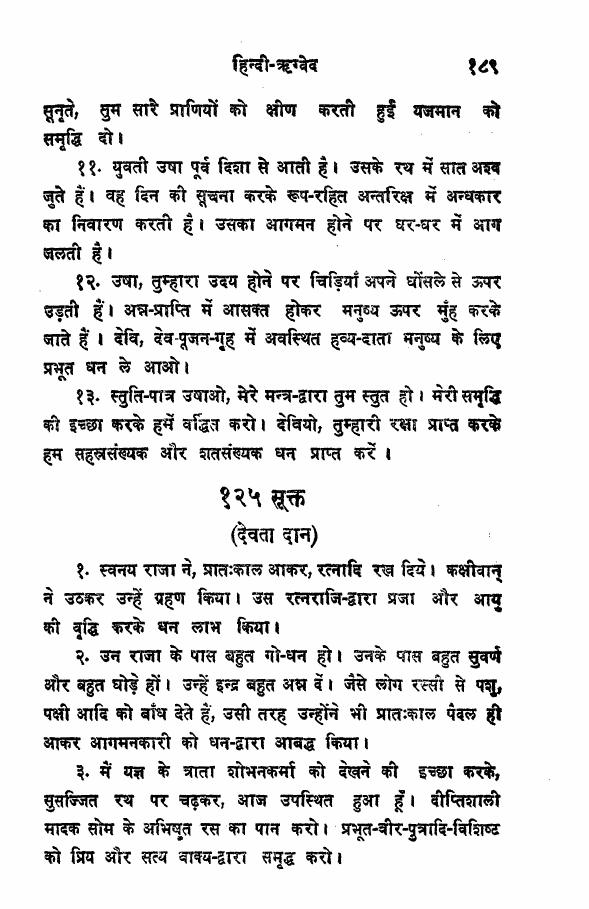 हिन्दी-ऋग्वेद १८९
सूनृते, तुम सारे प्राणियों को क्षीण करती हुई यजमान को
समृद्धि दो।
११. युवती उषा पूर्व दिशा से आती है। उसके रथ में सात अश्व
जुते हैं। वह दिन की सूचना करके रूप-रहित अन्तरिक्ष में अन्धकार
का निवारण करती है। उसका आगमन होने पर घर-घर में आग
जलती है।
१२. उषा, तुम्हारा उदय होने पर चिड़ियाँ अपने घोंसले से ऊपर
उड़ती हैं। अन्न-प्राप्ति में आसक्त होकर मनुष्य ऊपर मुँह करके
जाते हैं । देवि, देव-पूजन-गृह में अवस्थित हव्य-दाता मनुष्य के लिए
प्रभूत धन ले आओ।
१३. स्तुति-पात्र उषाओ, मेरे मन्त्र-द्वारा तुम स्तुत हो। मेरी समृद्धि
की इच्छा करके हमें वर्द्धित करो। देवियो, तुम्हारी रक्षा प्राप्त करके
हम सहस्रसंख्यक और शतसंख्यक धन प्राप्त करें ।
१२५ सूक्त
(देवता दान)
१. स्वनय राजा ने, प्रातःकाल आकर, रत्नादि रख दिये। कक्षीवान्
ने उठकर उन्हें ग्रहण किया। उस रत्नराजि-द्वारा प्रजा और आयु
की वृद्धि करके धन लाभ किया।
२. उन राजा के पास बहुत गो-धन हो। उनके पास बहुत सुवर्ण
और बहुत घोड़े हों। उन्हें इन्द्र बहुत अन्न दें। जैसे लोग रस्सी से पशु,
पक्षी आदि को बाँध देते हैं, उसी तरह उन्होंने भी प्रातःकाल पैदल ही
आकर आगमनकारी को धन-द्वारा आबद्ध किया।
३. मैं यज्ञ के त्राता शोभनकर्मा को देखने की इच्छा करके,
सुसज्जित रथ पर चढ़कर, आज उपस्थित हुआ हूँ। दीप्तिशाली
मादक सोम के अभिषुत रस का पान करो। प्रभूत-वीर-पुत्रादि-विशिष्ट
को प्रिय और सत्य वाक्य-द्वारा समृद्ध करो।